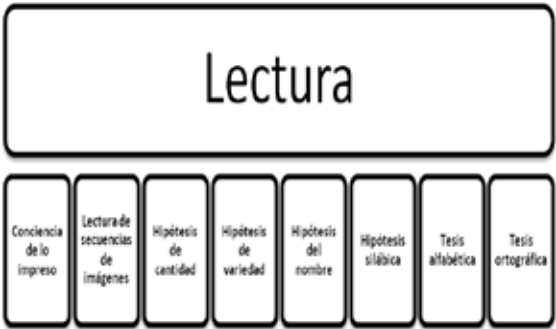 Lectura
Conciencia
de lo
impreso
Lectura de
secuencias
de
imágenes
Hipótesis
de
cantidad
Hipótesis
de
variedad
Hipótesis
del
nombre
Hipótesis
silábica
Tesis
alfabética
Tesis
ortográfica